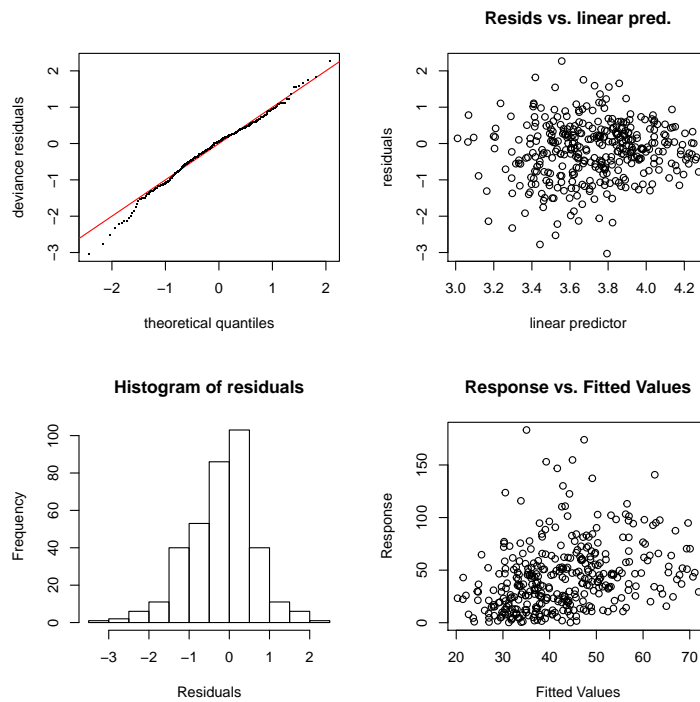 deviance residuals
2
1
0
−1
−2
−3
−2 −1 0 1 2
theoretical quantiles
Resids vs. linear pred.
residuals
2
1
0
−1
−2
−3
3.0 3.2 3.4 3.6 3.8 4.0 4.2
linear predictor
Histogram of residuals
Frequency
100
80
60
40
20
0
−3 −2 −1 0 1 2
Residuals
Response vs. Fitted Values
Response
150
100
50
0
20 30 40 50 60 70
Fitted Values